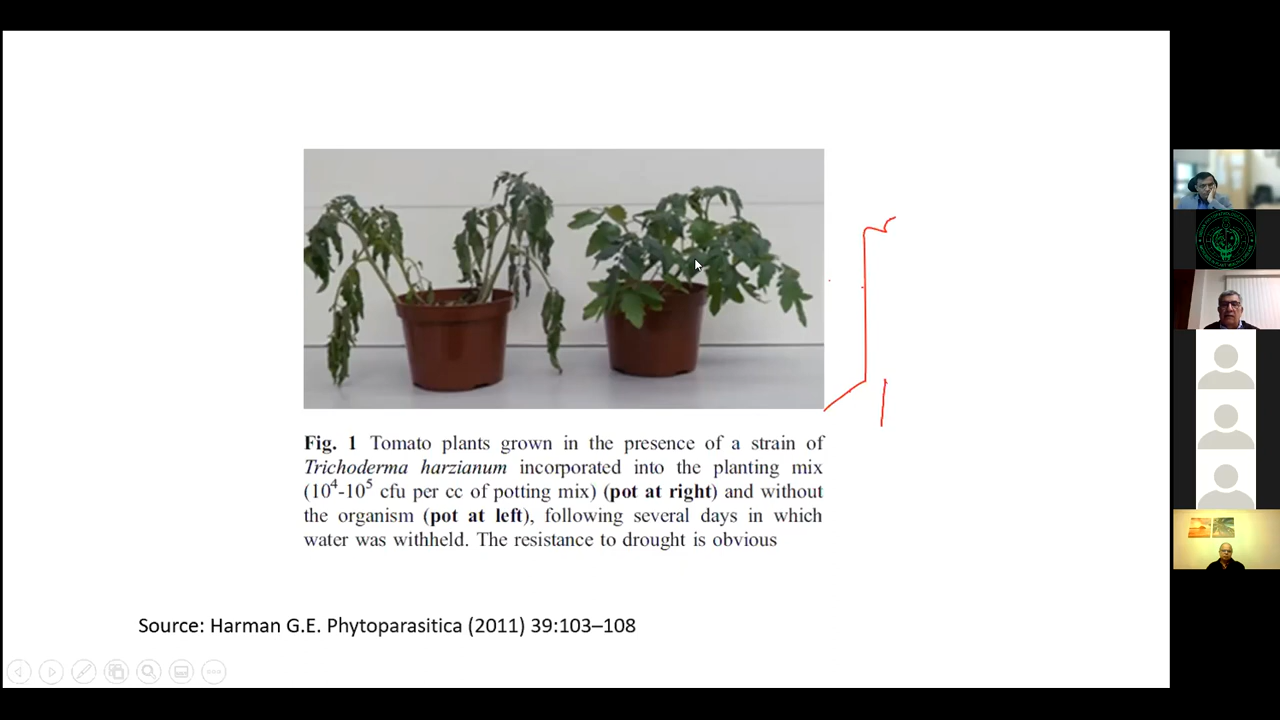 Fig. 1 Tomato plants grown in the presence of a strain of
Trichoderma harzianum incorporated into the planting mix
(10⁴-10⁵ cfu per cc of potting mix) (pot at right) and without
the organism (pot at left), following several days in which
water was withheld. The resistance to drought is obvious
Source: Harman G.E. Phytoparasitica (2011) 39:103–108